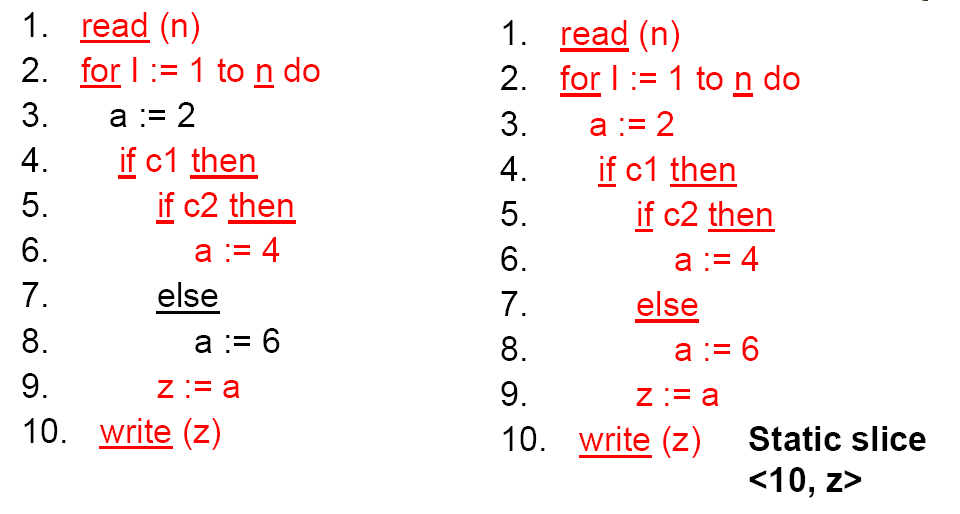 1. read (n)
2. for I := 1 to n do
3. a := 2
4. if c1 then
5. if c2 then
6. a := 4
7. else
8. a := 6
9. z := a
10. write (z)
1. read (n)
2. for I := 1 to n do
3. a := 2
4. if c1 then
5. if c2 then
6. a := 4
7. else
8. a := 6
9. z := a
10. write (z)
Static slice
<10, z>